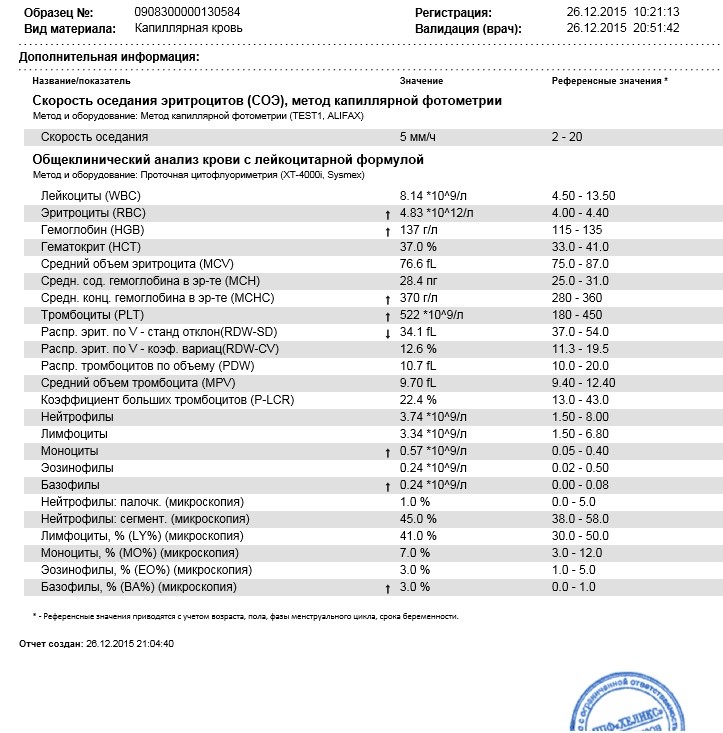 Образец №: 0908300000130584 Регистрация: 26.12.2015 10:21:13
Вид материала: Капиллярная кровь Валидация (врач): 26.12.2015 20:51:42
Дополнительная информация:
Название/показатель Значение Референсные значения *
Скорость оседания эритроцитов (СОЭ), метод капиллярной фотометрии
Метод и оборудование: Метод капиллярной фотометрии (TEST1, ALIFAX)
Скорость оседания 5 мм/ч 2 - 20
Общеклинический анализ крови с лейкоцитарной формулой
Метод и оборудование: Проточная цитофлуориметрия (XT-4000i, Sysmex)
Лейкоциты (WBC) 8.14 *10^9/л 4.50 - 13.50
Эритроциты (RBC) ↑ 4.83 *10^12/л 4.00 - 4.40
Гемоглобин (HGB) ↑ 137 г/л 115 - 135
Гематокрит (HCT) 37.0 % 33.0 - 41.0
Средний объем эритроцита (MCV) 76.6 fL 75.0 - 87.0
Средн. сод. гемоглобина в эр-те (MCH) 28.4 пг 25.0 - 31.0
Средн. конц. гемоглобина в эр-те (MCHC) ↑ 370 г/л 280 - 360
Тромбоциты (PLT) ↑ 522 *10^9/л 180 - 450
Распр. эрит. по V - станд отклон(RDW-SD) ↓ 34.1 fL 37.0 - 54.0
Распр. эрит. по V - коэф. вариац(RDW-CV) 12.6 % 11.3 - 19.5
Распр. тромбоцитов по объему (PDW) 10.7 fL 10.0 - 20.0
Средний объем тромбоцита (MPV) 9.70 fL 9.40 - 12.40
Коэффициент больших тромбоцитов (P-LCR) 22.4 % 13.0 - 43.0
Нейтрофилы 3.74 *10^9/л 1.50 - 8.00
Лимфоциты 3.34 *10^9/л 1.50 - 6.80
Моноциты ↑ 0.57 *10^9/л 0.05 - 0.40
Эозинофилы 0.24 *10^9/л 0.02 - 0.50
Базофилы ↑ 0.24 *10^9/л 0.00 - 0.08
Нейтрофилы: палочк. (микроскопия) 1.0 % 0.0 - 5.0
Нейтрофилы: сегмент. (микроскопия) 45.0 % 38.0 - 58.0
Лимфоциты, % (LY%) (микроскопия) 41.0 % 30.0 - 50.0
Моноциты, % (MO%) (микроскопия) 7.0 % 3.0 - 12.0
Эозинофилы, % (EO%) (микроскопия) 3.0 % 1.0 - 5.0
Базофилы, % (BA%) (микроскопия) ↑ 3.0 % 0.0 - 1.0
* - Референсные значения приводятся с учетом возраста, пола, фазы менструального цикла, срока беременности.
Отчет создан: 26.12.2015 21:04:40
с ограниченной ответственностью
«ХЕЛИКС»